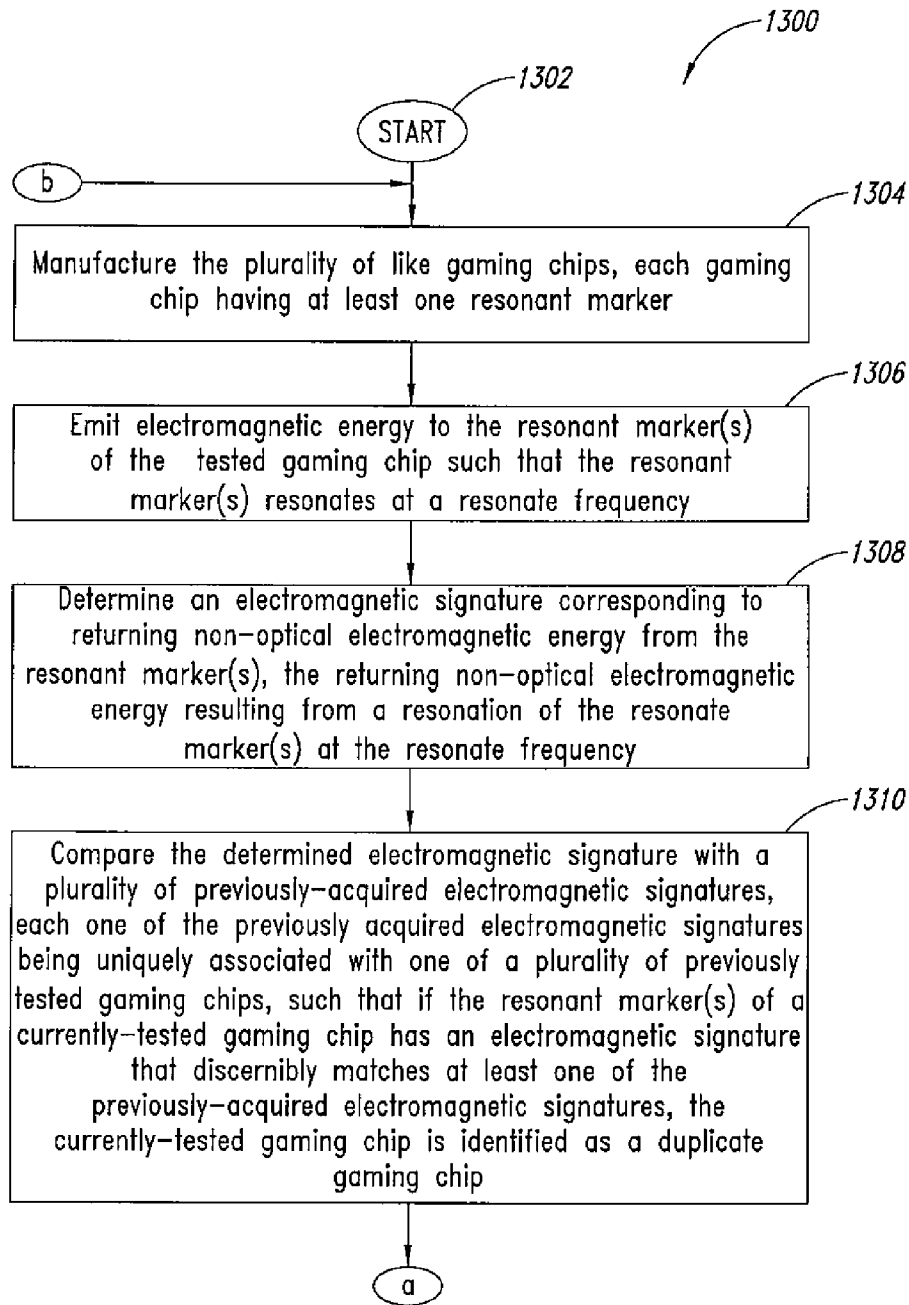 1300
1302
START
b
1304
Manufacture the plurality of like gaming chips, each gaming
chip having at least one resonant marker
1306
Emit electromagnetic energy to the resonant marker(s)
of the tested gaming chip such that the resonant
marker(s) resonates at a resonate frequency
1308
Determine an electromagnetic signature corresponding to
returning non-optical electromagnetic energy from the
resonant marker(s), the returning non-optical electromagnetic
energy resulting from a resonation of the resonate
marker(s) at the resonate frequency
1310
Compare the determined electromagnetic signature with a
plurality of previously-acquired electromagnetic signatures,
each one of the previously acquired electromagnetic signatures
being uniquely associated with one of a plurality of previously
tested gaming chips, such that if the resonant marker(s) of a
currently-tested gaming chip has an electromagnetic signature
that discernibly matches at least one of the
previously-acquired electromagnetic signatures, the
currently-tested gaming chip is identified as a duplicate
gaming chip
a